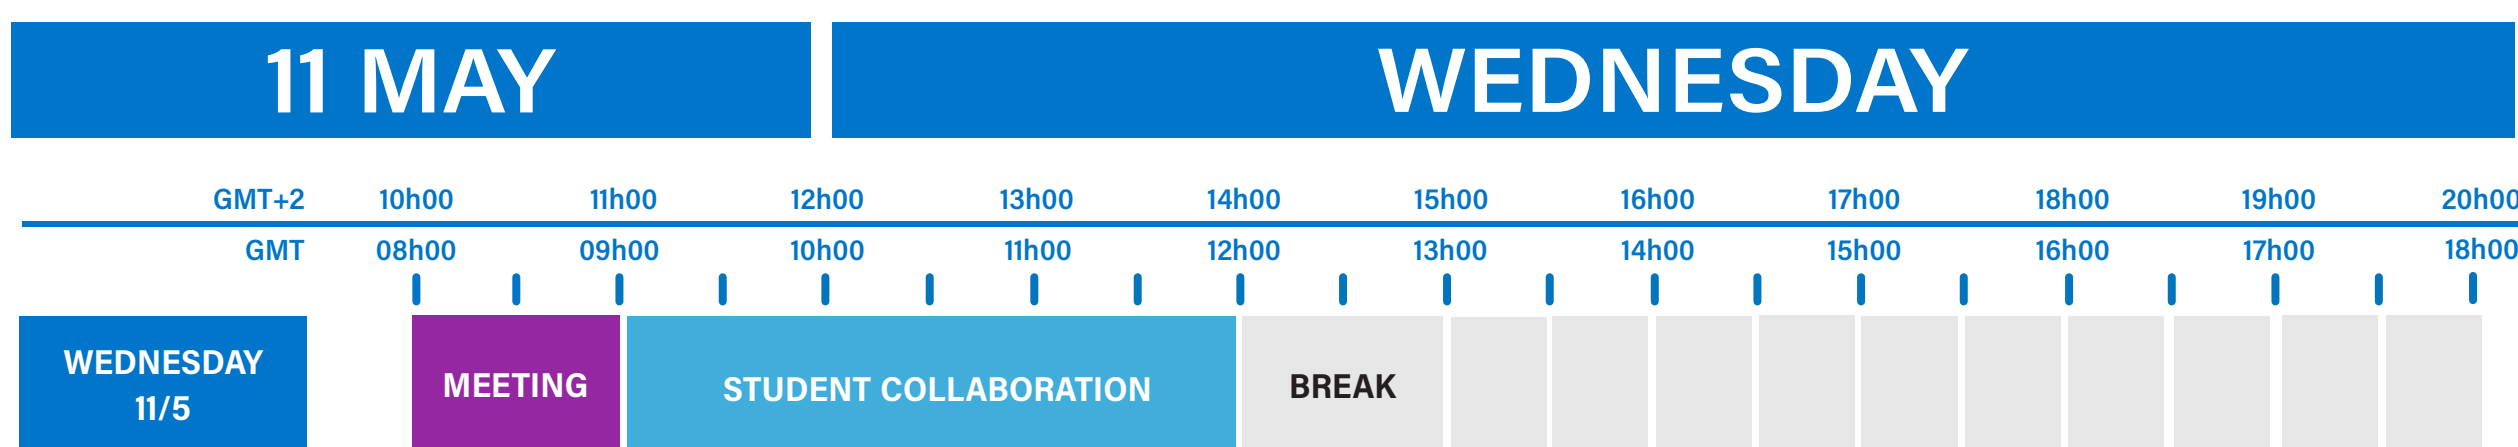 11 MAY
WEDNESDAY
GMT+2 10h00 11h00 12h00 13h00 14h00 15h00 16h00 17h00 18h00 19h00 20h00
GMT 08h00 09h00 10h00 11h00 12h00 13h00 14h00 15h00 16h00 17h00 18h00
WEDNESDAY
11/5
MEETING
STUDENT COLLABORATION
BREAK